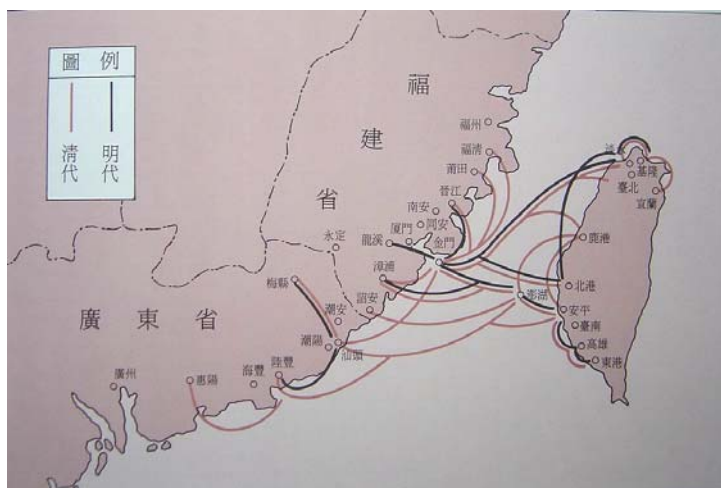 圖例
明代
清代
福建省
廣東省
福州
福清
莆田
晉江
南安
同安
厦門
金門
龍溪
永定
漳浦
詔安
梅縣
潮安
潮陽
汕頭
陸豐
海豐
惠陽
廣州
澎湖
淡水
基隆
臺北
宜蘭
鹿港
北港
安平
臺南
高雄
東港